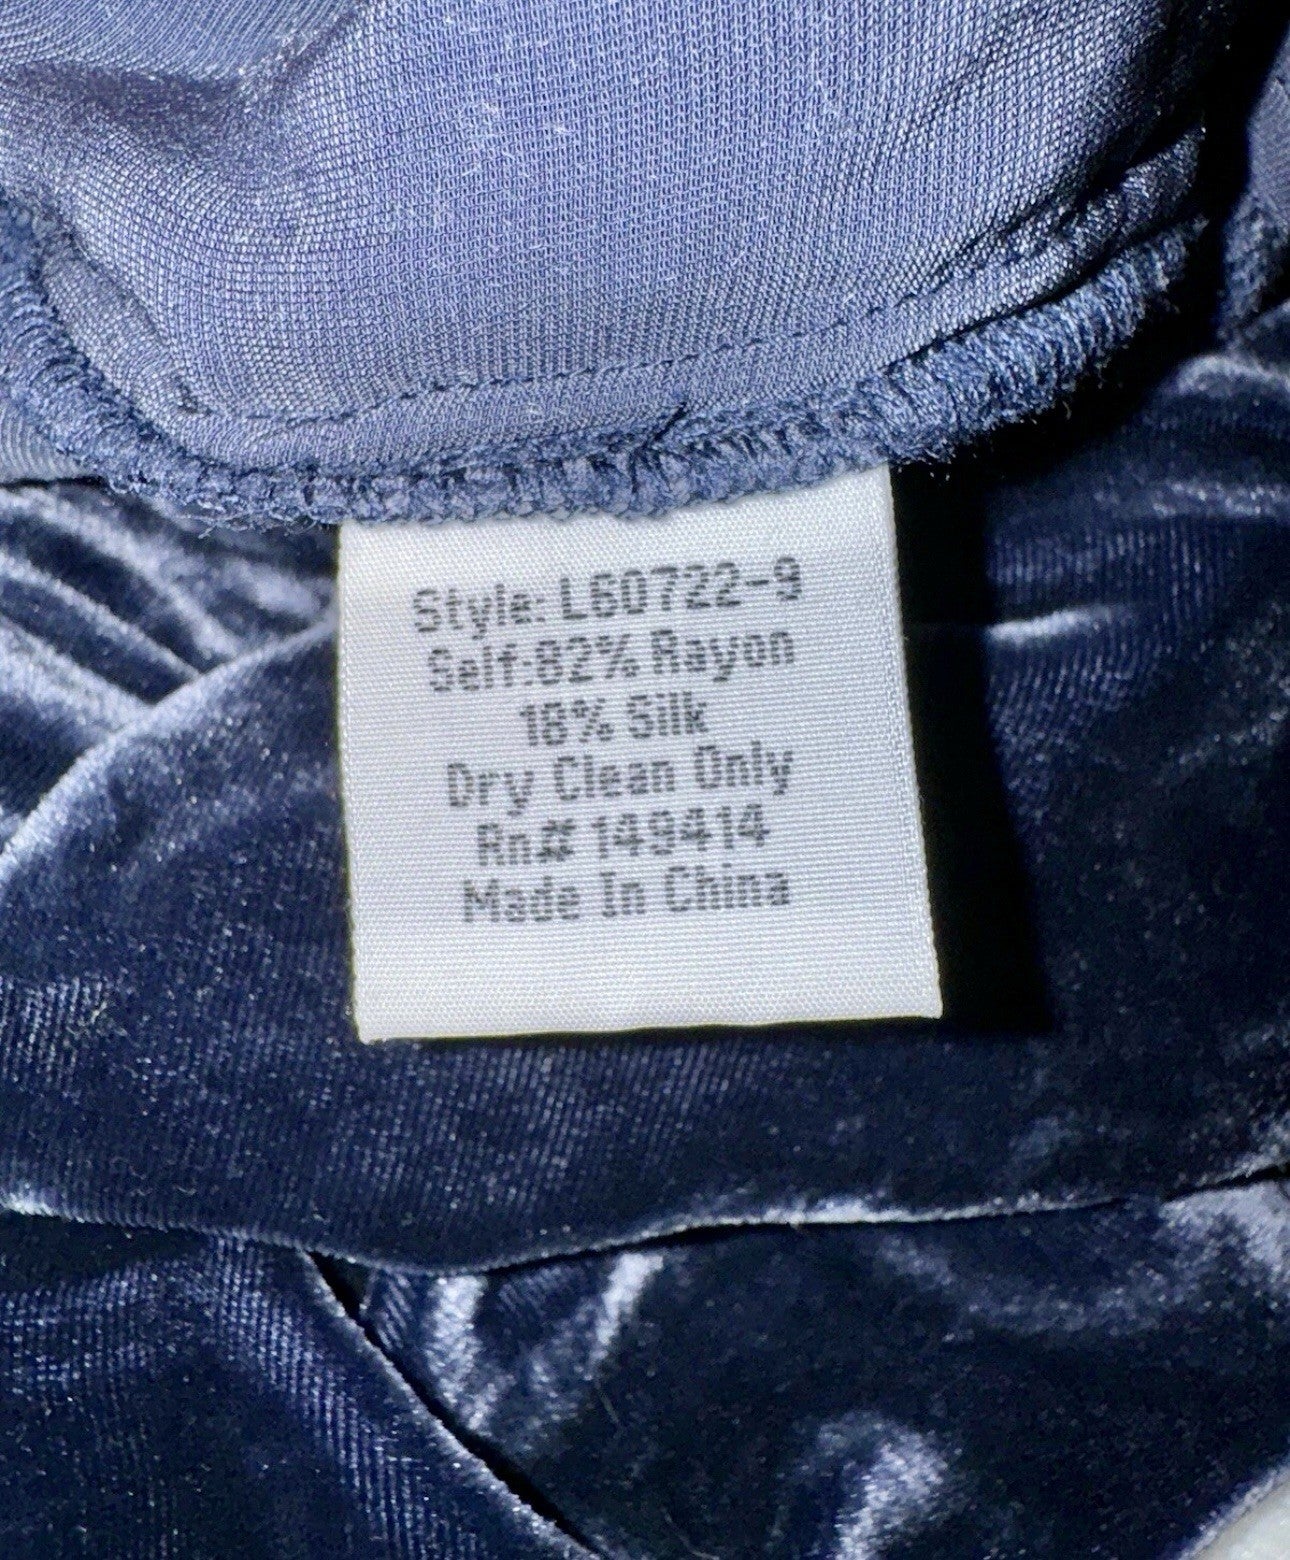 Style: L60722-9
Self:82% Rayon
18% Silk
Dry Clean Only
Rn# 149414
Made In China